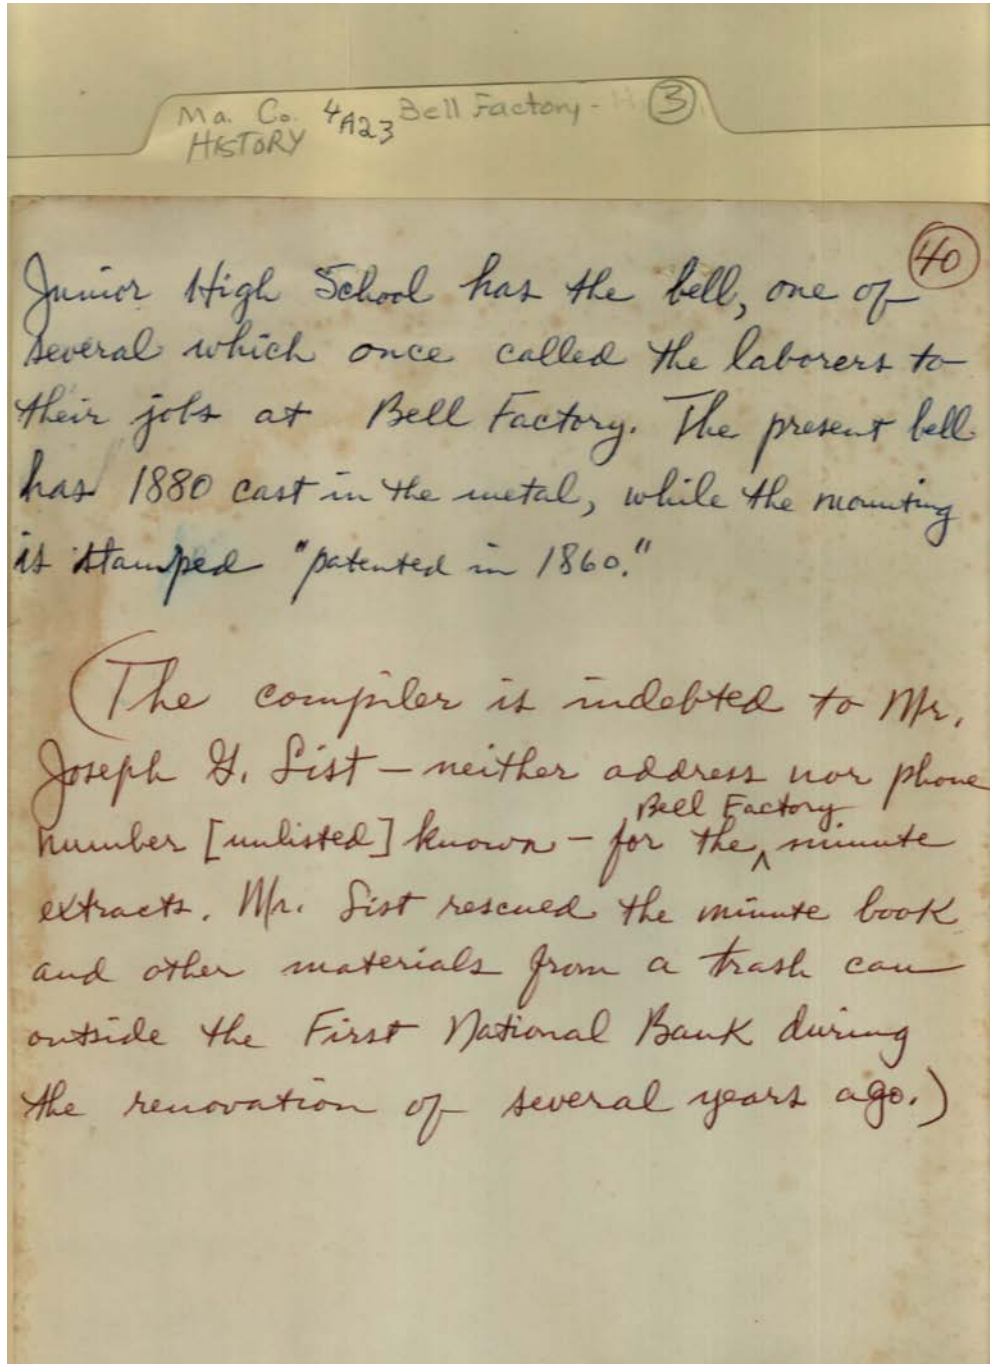 Ma. Co. 4A23 Bell Factory - ③
HISTORY
40
Junior High School has the bell, one of
several which once called the laborers to
their jobs at Bell Factory. The present bell
has 1880 cast in the metal, while the mounting
is stamped "patented in 1860."
(The compiler is indebted to Mr.
Joseph G. List – neither address nor phone
Bell Factory
number [unlisted] known – for the ^ minute
extracts. Mr. List rescued the minute book
and other materials from a trash can
outside the First National Bank during
the renovation of several years ago.)